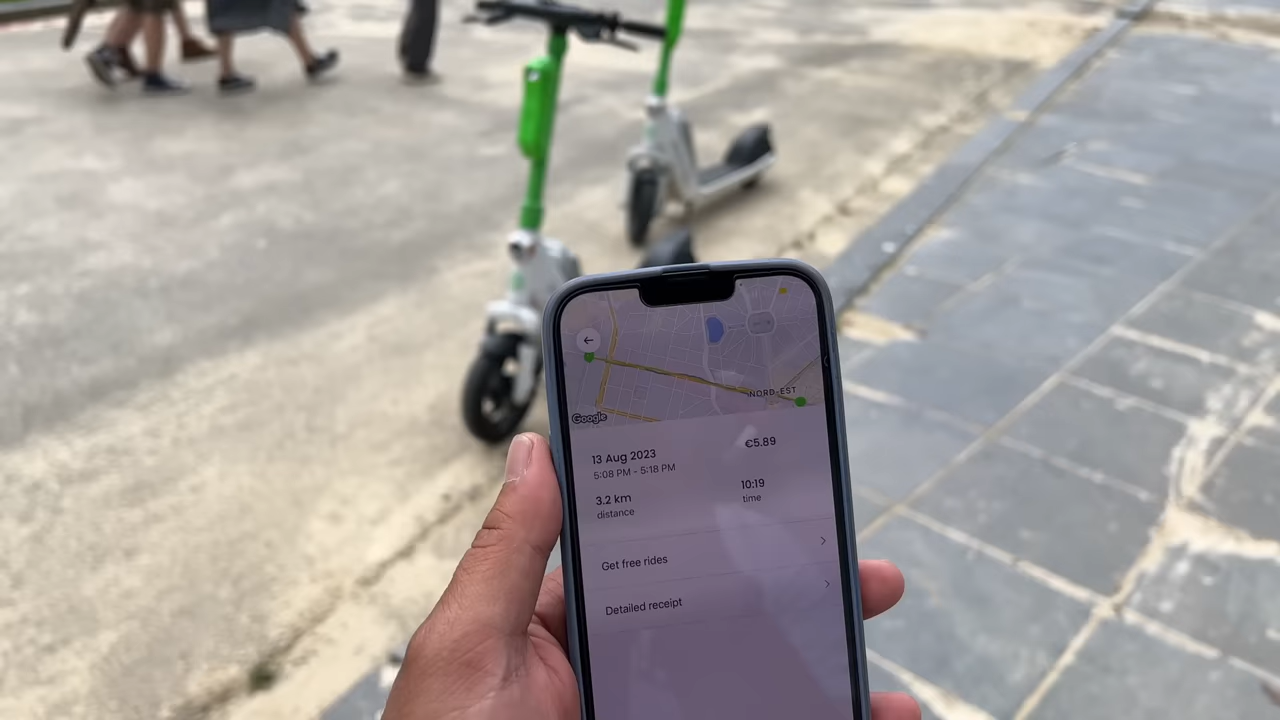 NORD-EST
Google
13 Aug 2023
€5.89
5:08 PM - 5:18 PM
3.2 km
10:19
distance
time
Get free rides
Detailed receipt